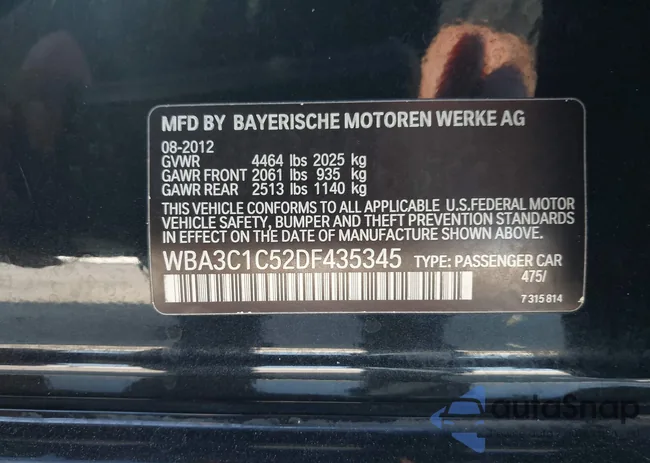 MFD BY BAYERISCHE MOTOREN WERKE AG
08-2012
GVWR 4464 lbs 2025 kg
GAWR FRONT 2061 lbs 935 kg
GAWR REAR 2513 lbs 1140 kg
THIS VEHICLE CONFORMS TO ALL APPLICABLE U.S.FEDERAL MOTOR
VEHICLE SAFETY, BUMPER AND THEFT PREVENTION STANDARDS
IN EFFECT ON THE DATE OF MANUFACTURE SHOWN ABOVE.
WBA3C1C52DF435345 TYPE: PASSENGER CAR
475/
7 315 814
autoSnap